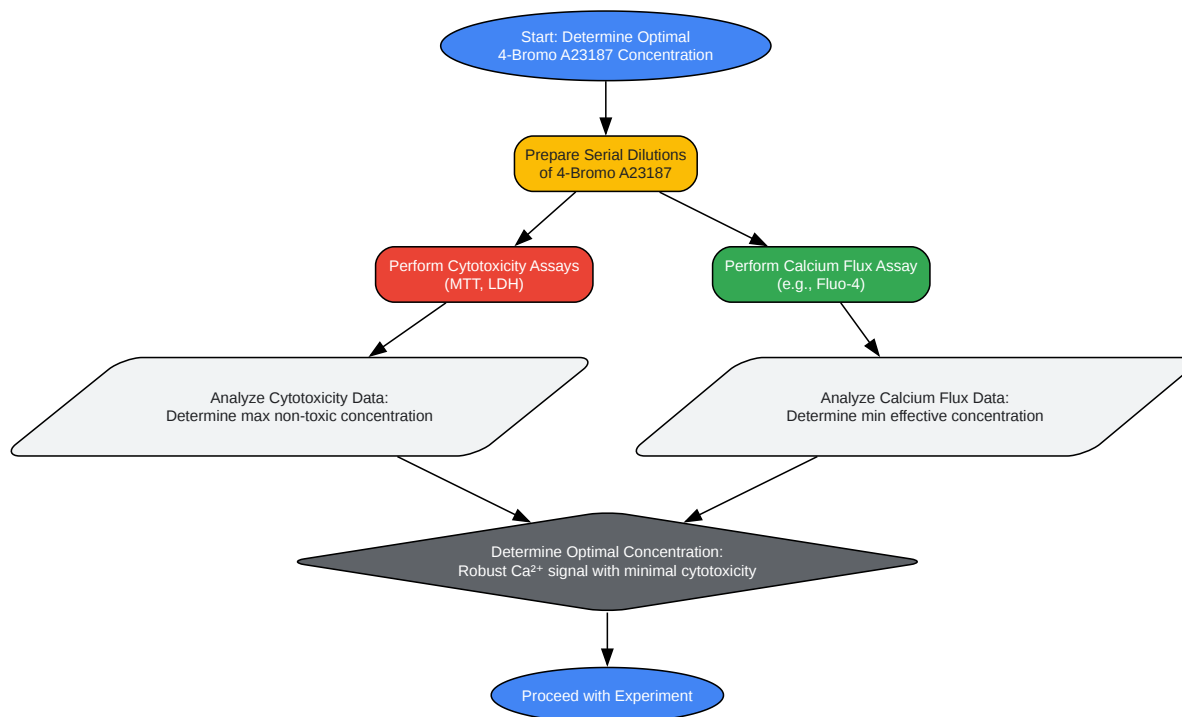 Start: Determine Optimal
4-Bromo A23187 Concentration
Prepare Serial Dilutions
of 4-Bromo A23187
Perform Cytotoxicity Assays
(MTT, LDH)
Perform Calcium Flux Assay
(e.g., Fluo-4)
Analyze Cytotoxicity Data:
Determine max non-toxic concentration
Analyze Calcium Flux Data:
Determine min effective concentration
Determine Optimal Concentration:
Robust Ca²⁺ signal with minimal cytotoxicity
Proceed with Experiment